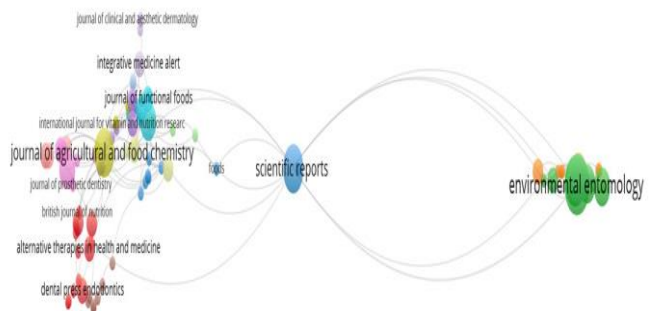 journal of clinical and aesthetic dermatology
integrative medicine alert
journal of functional foods
international journal for vitamin and nutrition researc
journal of agricultural and food chemistry
foods
scientific reports
journal of prosthetic dentistry
environmental entomology
british journal of nutrition
alternative therapies in health and medicine
dental press endodontics